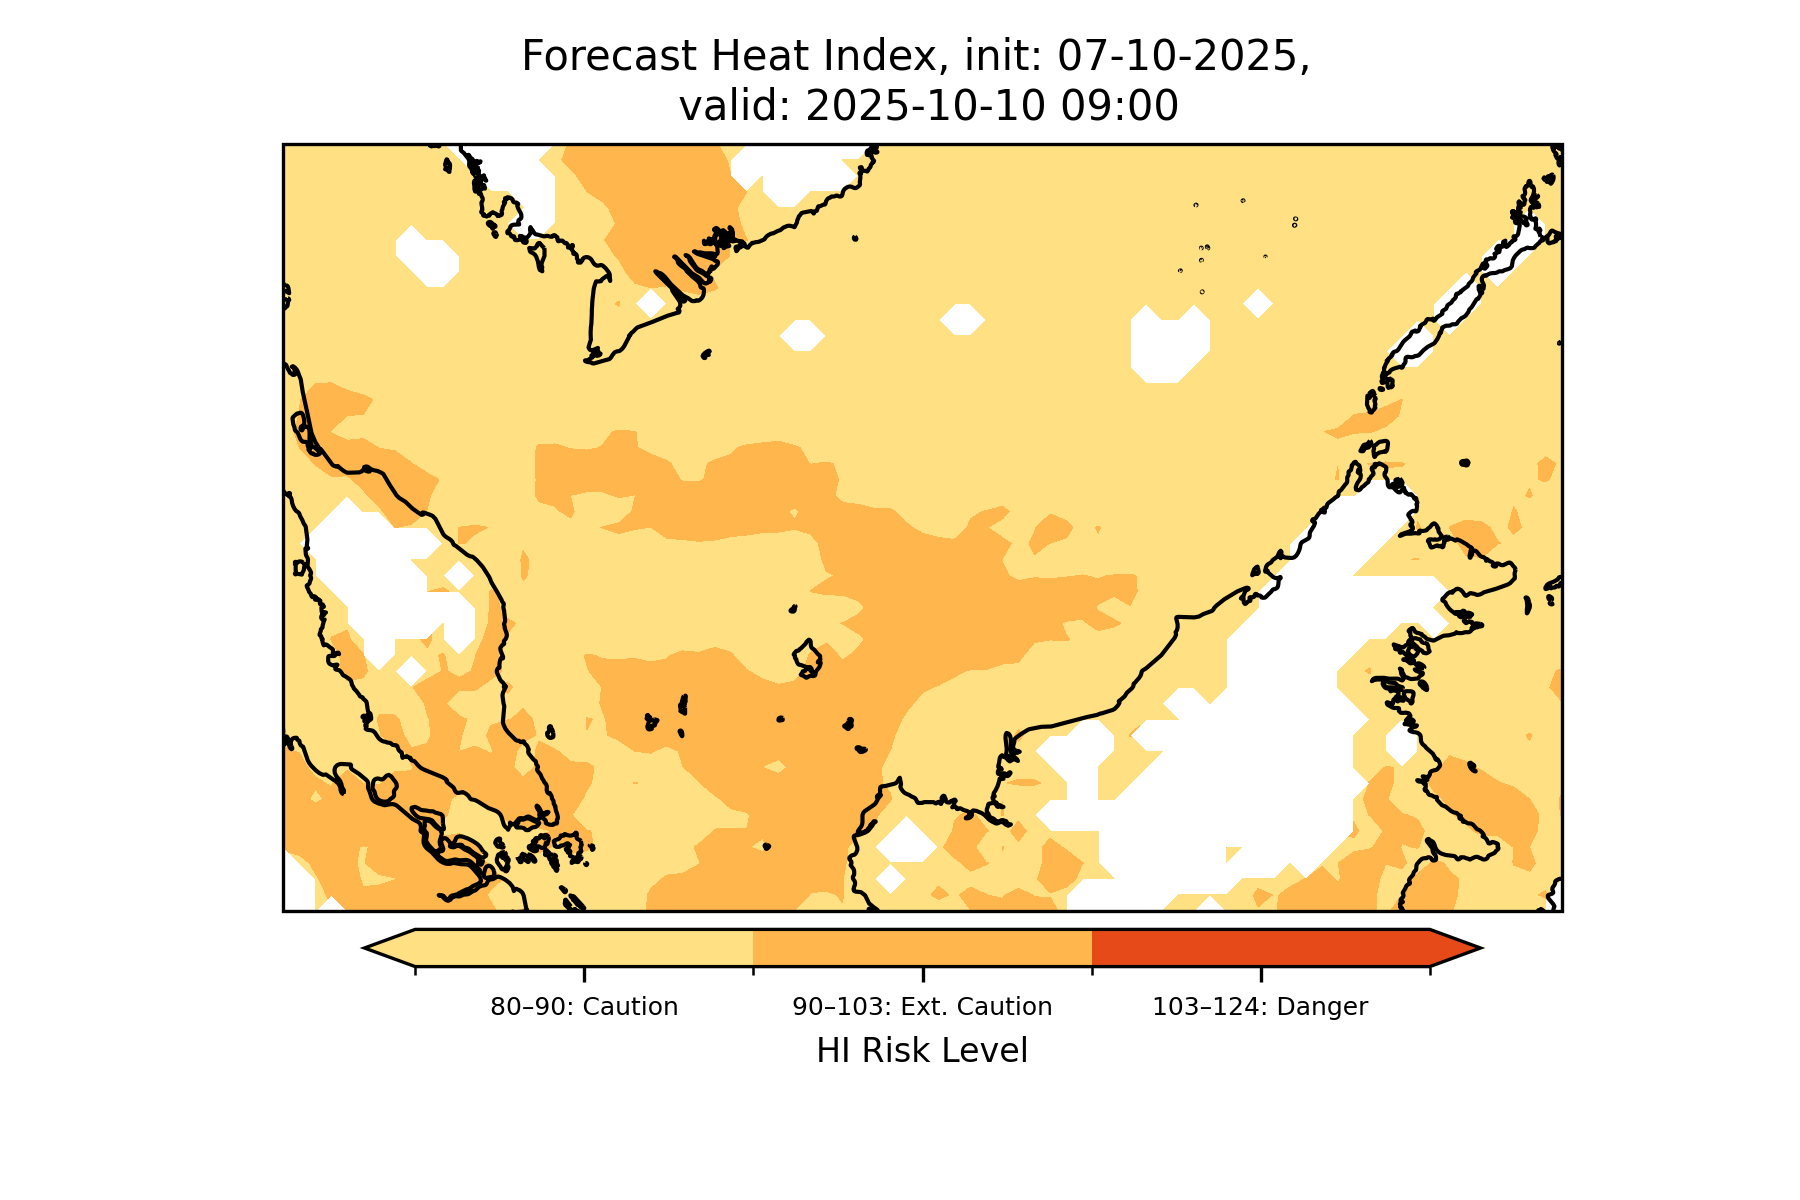 Forecast Heat Index, init: 07-10-2025,
valid: 2025-10-10 09:00
80–90: Caution
90–103: Ext. Caution
103–124: Danger
HI Risk Level